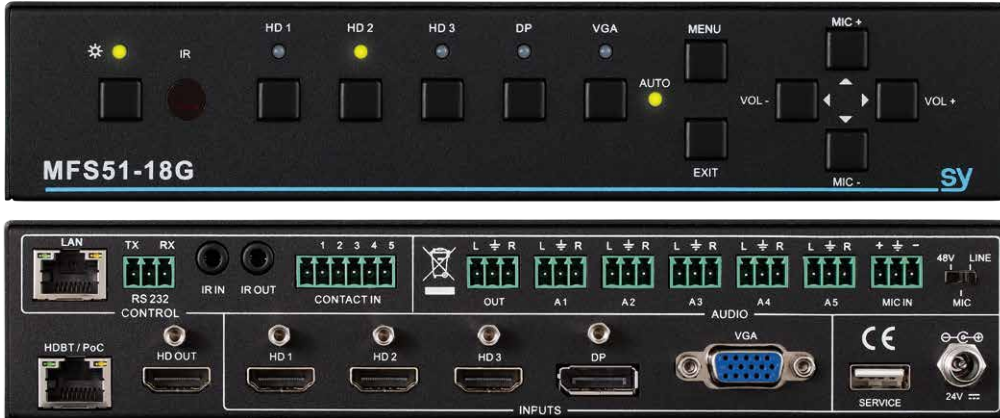 HD 1 HD 2 HD 3 DP VGA MENU MIC +
IR
AUTO
VOL - VOL +
MFS51-18G
EXIT
MIC -
sy
LAN TX RX 1 2 3 4 5 L R L R L R L R L R L R + -
48V LINE
IR IN IR OUT
RS 232 CONTACT IN OUT A1 A2 A3 A4 A5 MIC IN MIC
CONTROL AUDIO
HDBT / PoC HD OUT HD 1 HD 2 HD 3 DP VGA CE
SERVICE 24V
INPUTS